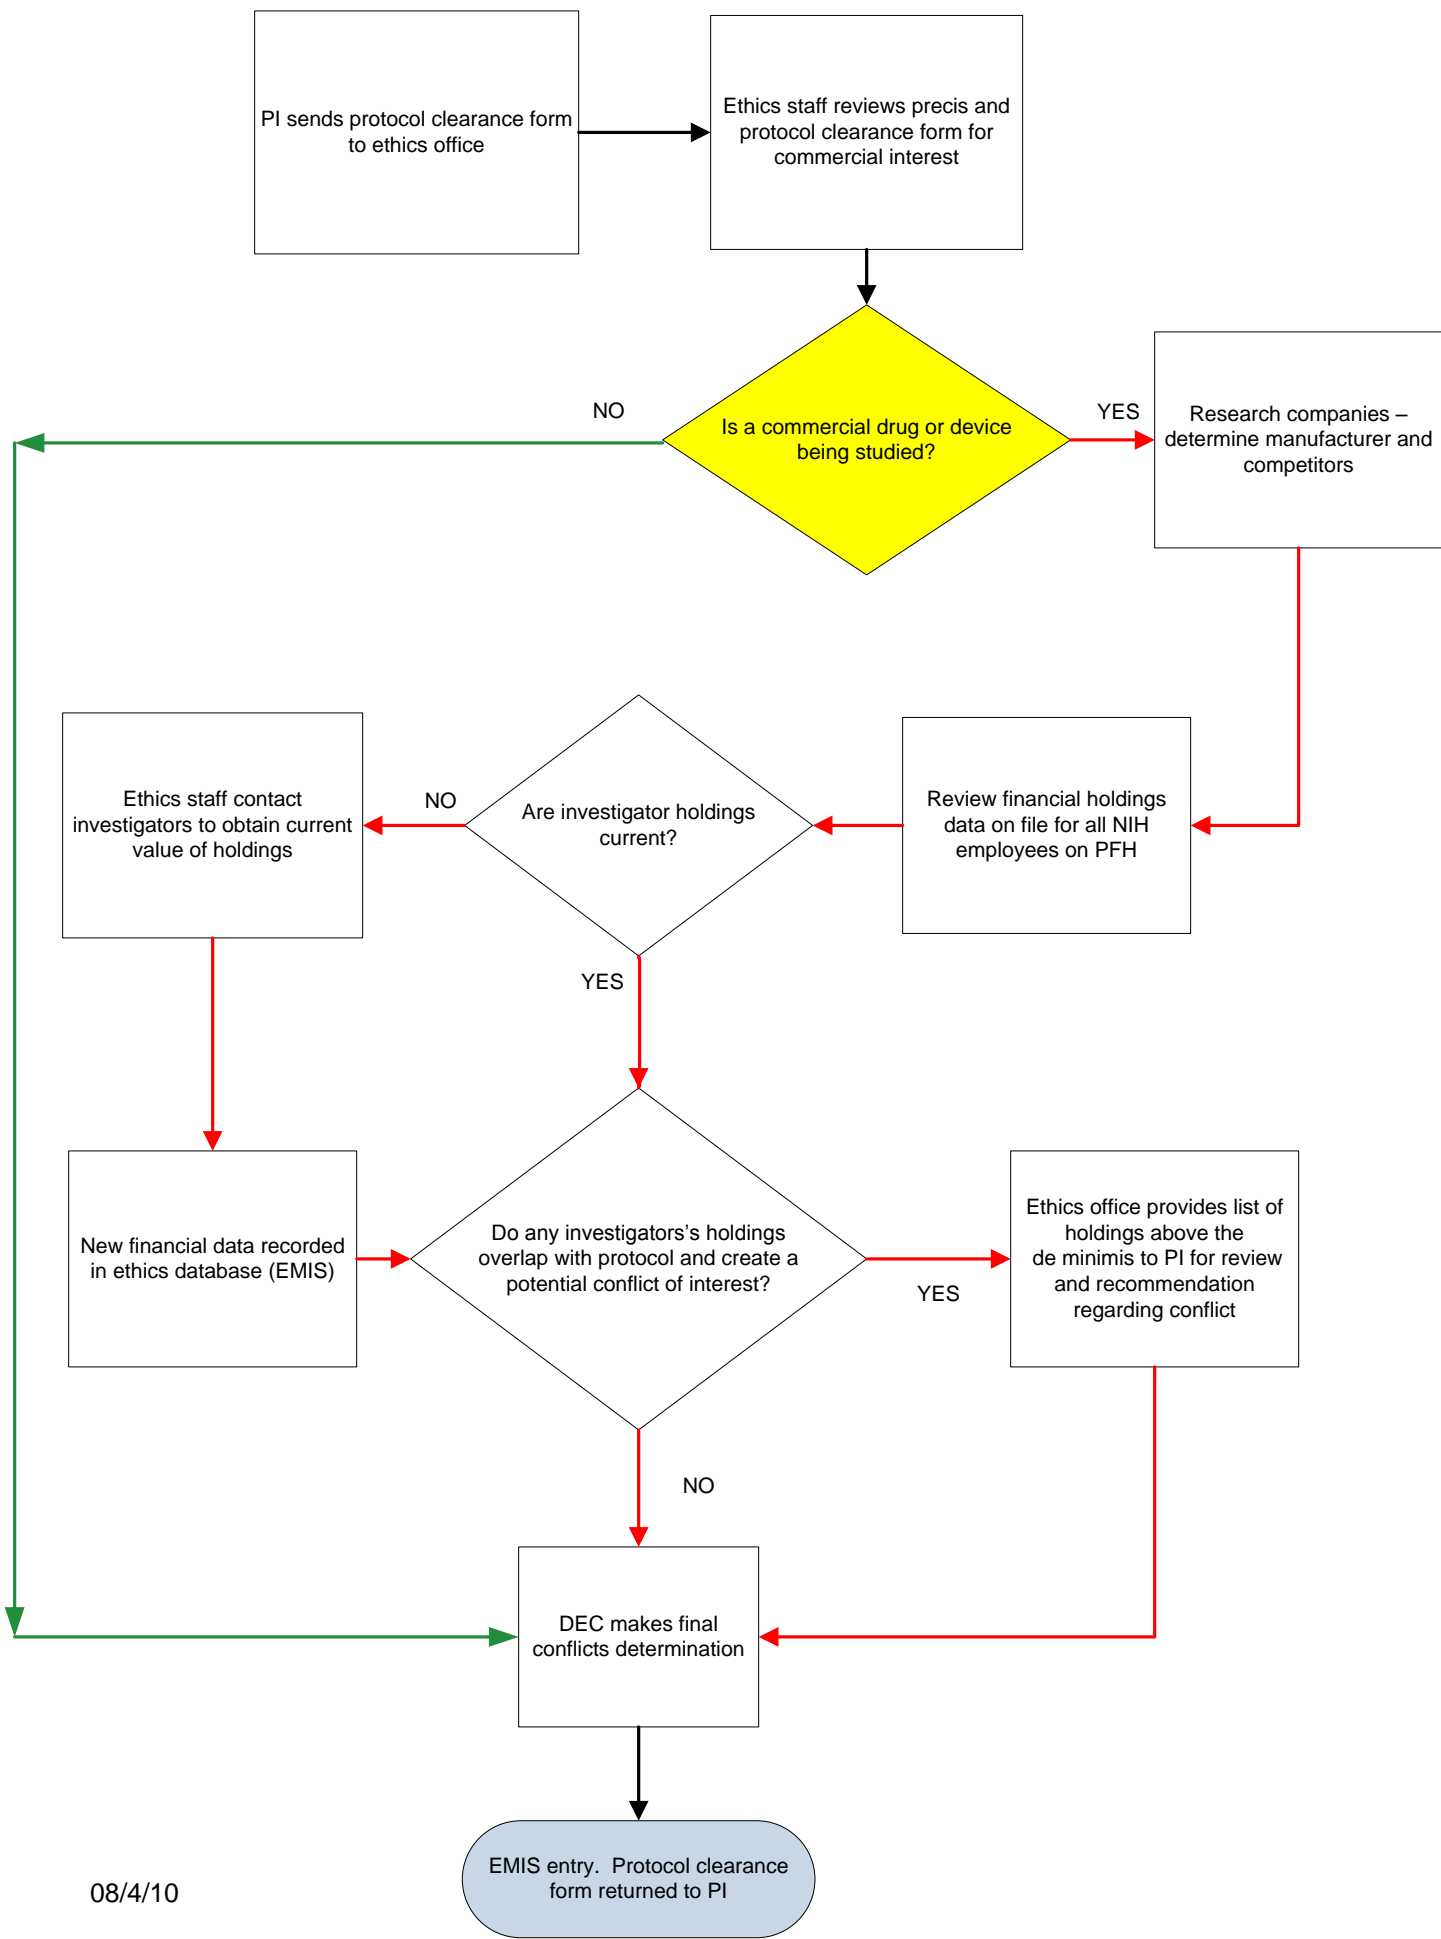 PI sends protocol clearance form
to ethics office
Ethics staff reviews precis and
protocol clearance form for
commercial interest
Is a commercial drug or device
being studied?
NO
YES
Research companies –
determine manufacturer and
competitors
Review financial holdings
data on file for all NIH
employees on PFH
Are investigator holdings
current?
NO
YES
Ethics staff contact
investigators to obtain current
value of holdings
New financial data recorded
in ethics database (EMIS)
Do any investigators's holdings
overlap with protocol and create a
potential conflict of interest?
YES
NO
Ethics office provides list of
holdings above the
de minimis to PI for review
and recommendation
regarding conflict
DEC makes final
conflicts determination
EMIS entry.  Protocol clearance
form returned to PI
08/4/10